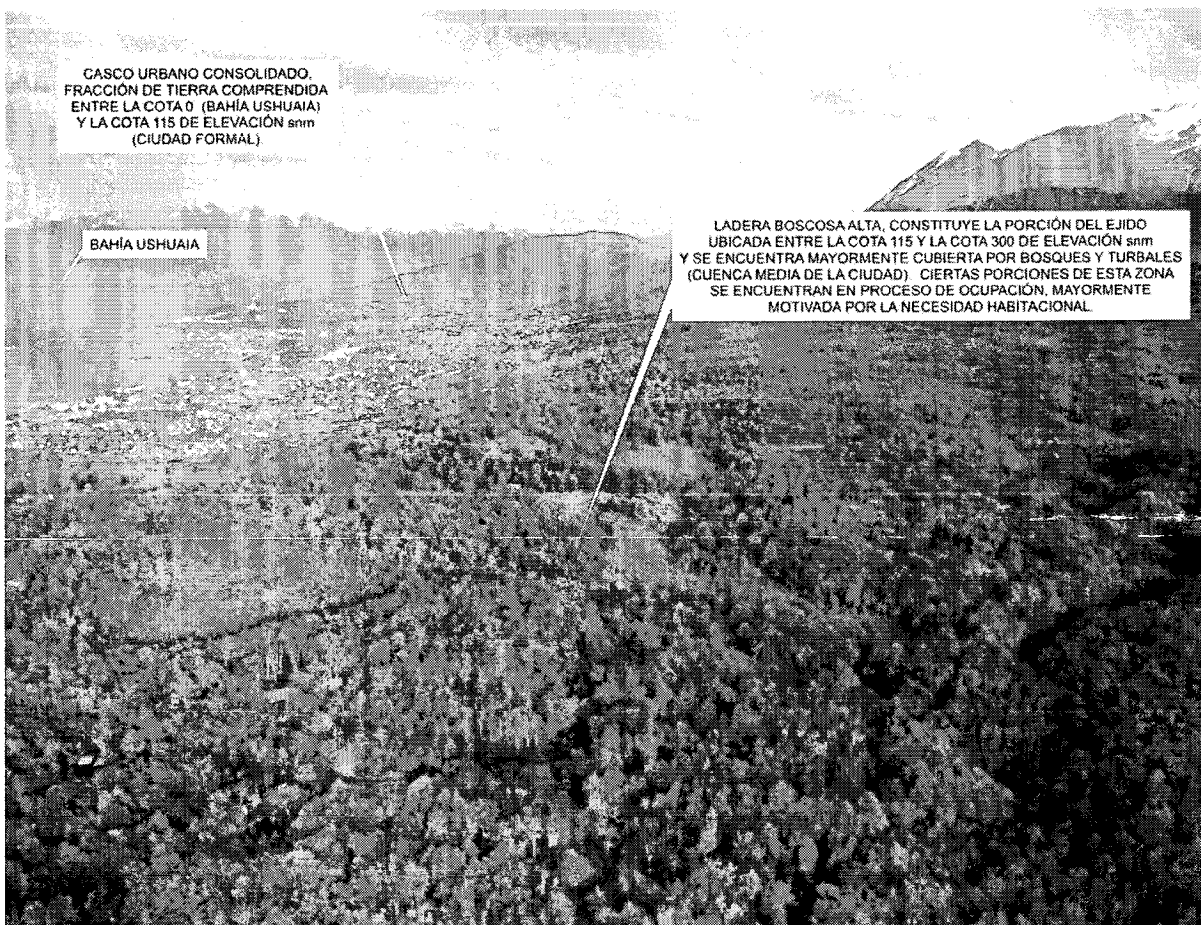 CASCO URBANO CONSOLIDADO,
FRACCIÓN DE TIERRA COMPRENDIDA
ENTRE LA COTA 0 (BAHÍA USHUAIA)
Y LA COTA 115 DE ELEVACIÓN snm
(CIUDAD FORMAL)
BAHÍA USHUAIA
LADERA BOSCOSA ALTA, CONSTITUYE LA PORCIÓN DEL EJIDO
UBICADA ENTRE LA COTA 115 Y LA COTA 300 DE ELEVACIÓN snm
Y SE ENCUENTRA MAYORMENTE CUBIERTA POR BOSQUES Y TURBALES
(CUENCA MEDIA DE LA CIUDAD). CIERTAS PORCIONES DE ESTA ZONA
SE ENCUENTRAN EN PROCESO DE OCUPACIÓN, MAYORMENTE
MOTIVADA POR LA NECESIDAD HABITACIONAL.